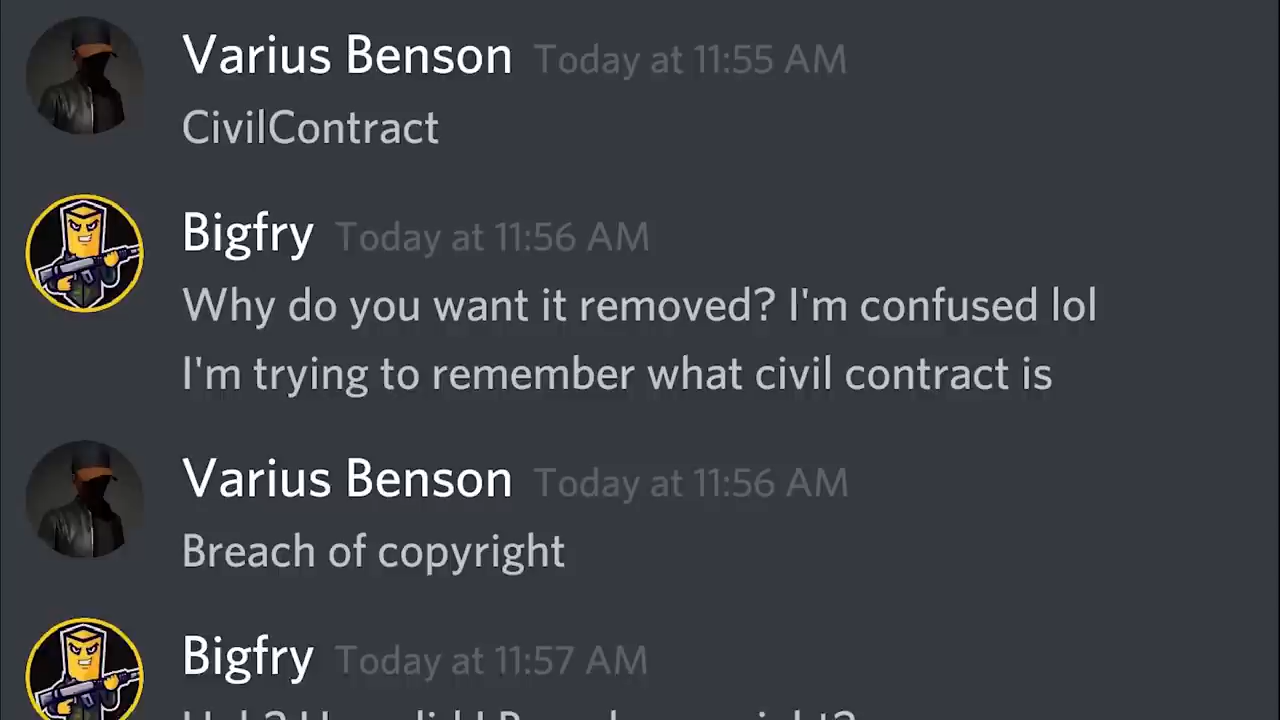 Varius Benson Today at 11:55 AM
CivilContract
Bigfry Today at 11:56 AM
Why do you want it removed? I'm confused lol
I'm trying to remember what civil contract is
Varius Benson Today at 11:56 AM
Breach of copyright
Bigfry Today at 11:57 AM